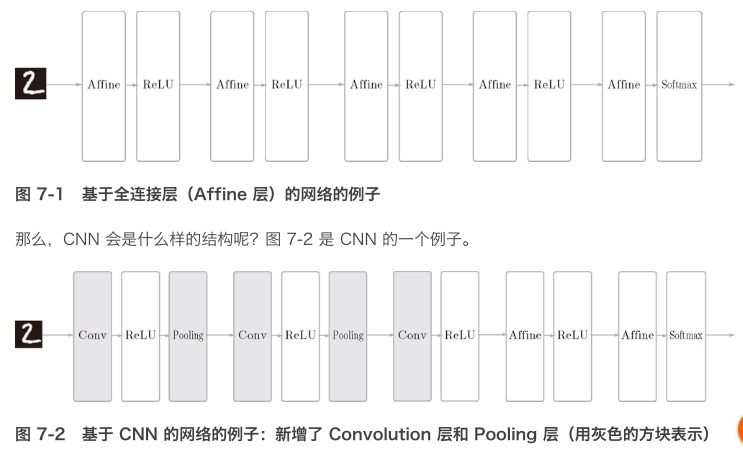 2 Affine ReLU Affine ReLU Affine ReLU Affine ReLU Affine Softmax
图 7-1 基于全连接层（Affine 层）的网络的例子
那么，CNN 会是什么样的结构呢？图 7-2 是 CNN 的一个例子。
2 Conv ReLU Pooling Conv ReLU Pooling Conv ReLU Affine ReLU Affine Softmax
图 7-2 基于 CNN 的网络的例子：新增了 Convolution 层和 Pooling 层（用灰色的方块表示）